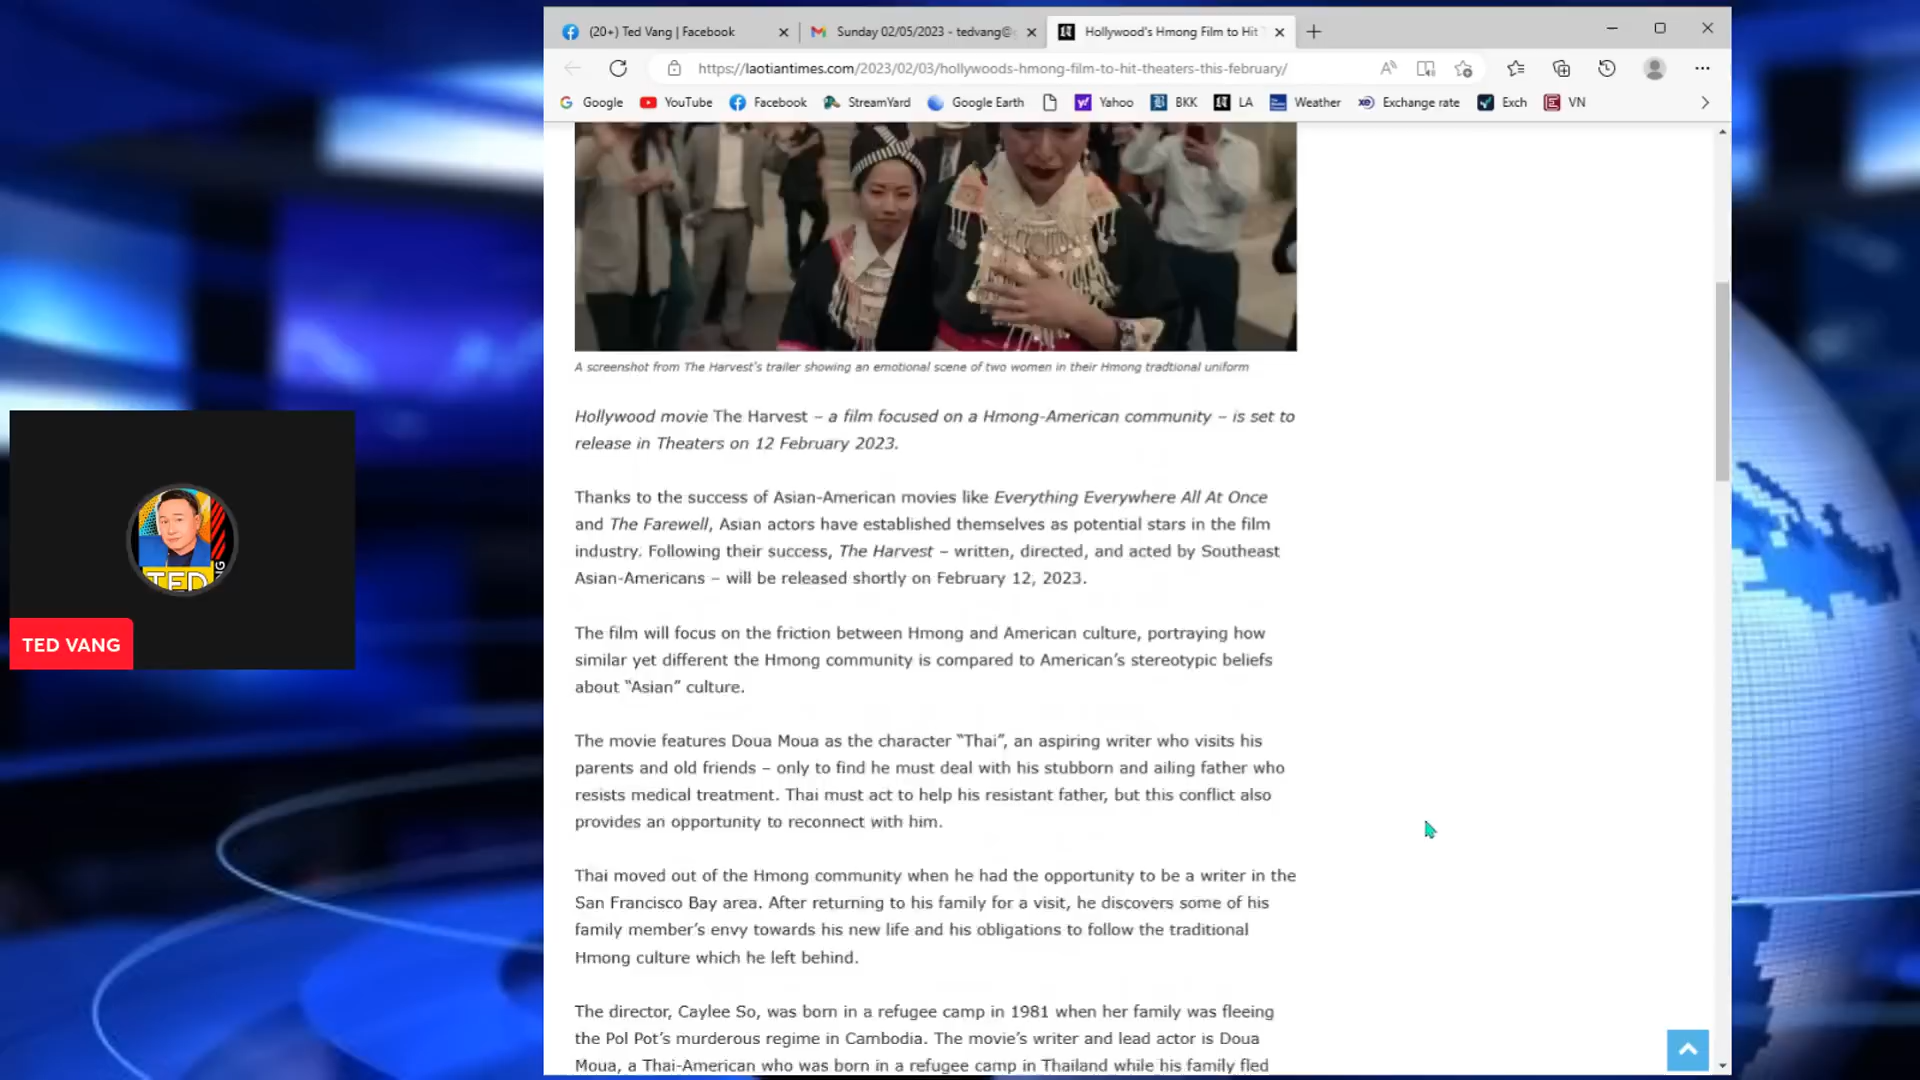 (20+) Ted Vang | Facebook
Sunday 02/05/2023 - tedvang@
Hollywood's Hmong Film to Hit
https://laotiantimes.com/2023/02/03/hollywoods-hmong-film-to-hit-theaters-this-february/
Google YouTube Facebook StreamYard Google Earth Yahoo BKK LA Weather Exchange rate Exch VN
A screenshot from The Harvest's trailer showing an emotional scene of two women in their Hmong tradtional uniform
Hollywood movie The Harvest – a film focused on a Hmong-American community – is set to
release in Theaters on 12 February 2023.
Thanks to the success of Asian-American movies like Everything Everywhere All At Once
and The Farewell, Asian actors have established themselves as potential stars in the film
industry. Following their success, The Harvest – written, directed, and acted by Southeast
Asian-Americans – will be released shortly on February 12, 2023.
The film will focus on the friction between Hmong and American culture, portraying how
similar yet different the Hmong community is compared to American's stereotypic beliefs
about "Asian" culture.
The movie features Doua Moua as the character "Thai", an aspiring writer who visits his
parents and old friends – only to find he must deal with his stubborn and ailing father who
resists medical treatment. Thai must act to help his resistant father, but this conflict also
provides an opportunity to reconnect with him.
Thai moved out of the Hmong community when he had the opportunity to be a writer in the
San Francisco Bay area. After returning to his family for a visit, he discovers some of his
family member's envy towards his new life and his obligations to follow the traditional
Hmong culture which he left behind.
The director, Caylee So, was born in a refugee camp in 1981 when her family was fleeing
the Pol Pot's murderous regime in Cambodia. The movie's writer and lead actor is Doua
Moua, a Thai-American who was born in a refugee camp in Thailand while his family fled
TED
TED VANG